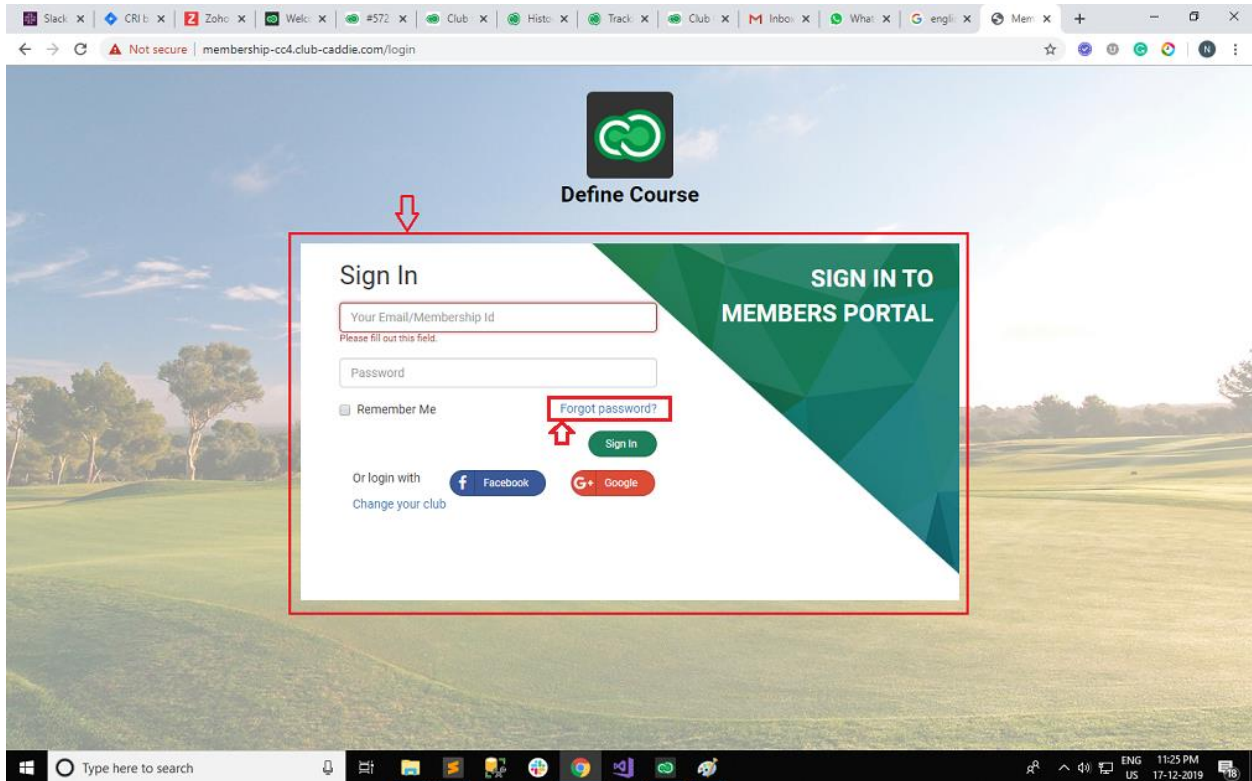 Slack
CRI b
Zoho
Welc
#572
Club
Histo
Track
Club
Inbo
What
englis
Mem
Not secure | membership-cc4.club-caddie.com/login
N
Define Course
Sign In
SIGN IN TO
MEMBERS PORTAL
Your Email/Membership Id
Please fill out this field.
Password
Remember Me
Forgot password?
Sign In
Or login with
f Facebook
G+ Google
Change your club
Type here to search
ENG
US
11:25 PM
17-12-2019
18